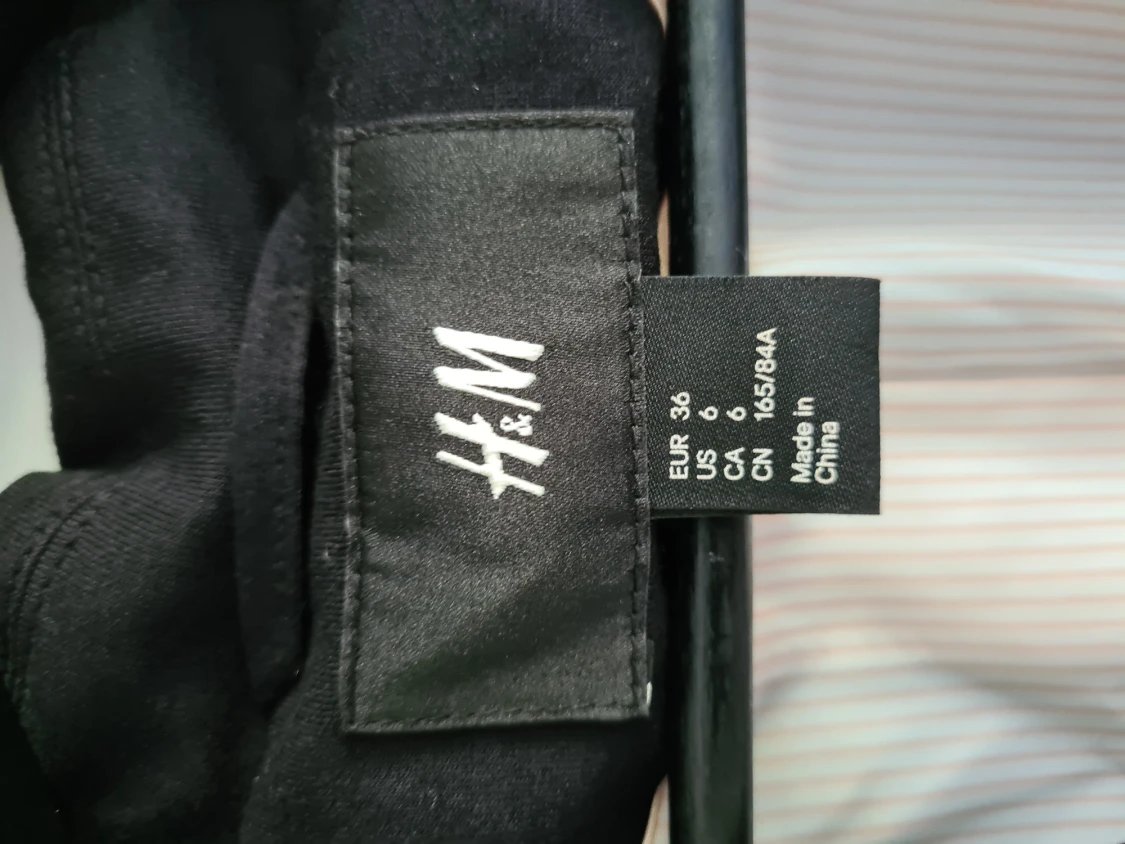 H&M
EUR 36
US 6
CA 6
CN 165/84A
Made in
China